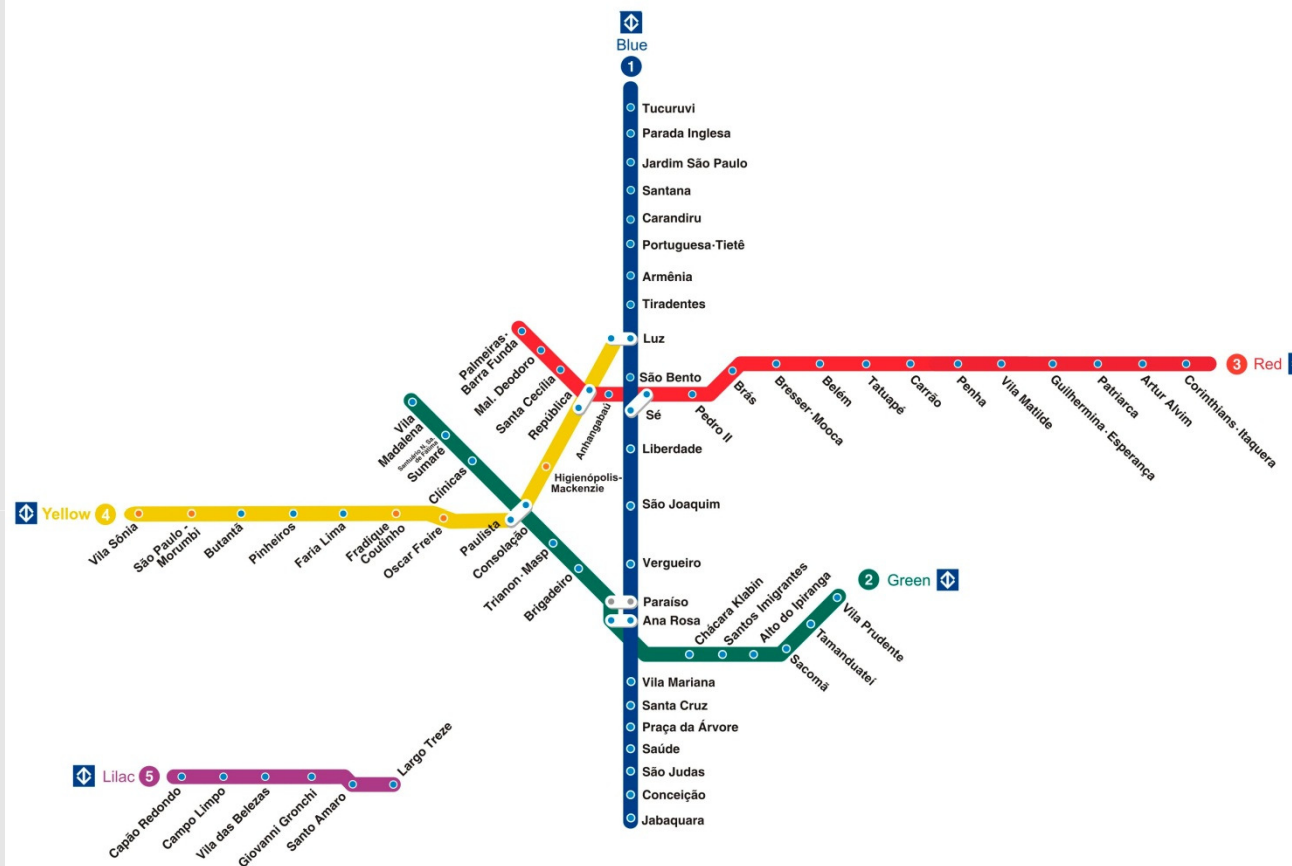 Blue
1
Tucuruvi
Parada Inglesa
Jardim São Paulo
Santana
Carandiru
Portuguesa·Tietê
Armênia
Tiradentes
Luz
São Bento
Sé
Liberdade
São Joaquim
Vergueiro
Paraíso
Ana Rosa
Vila Mariana
Santa Cruz
Praça da Árvore
Saúde
São Judas
Conceição
Jabaquara
Palmeiras-
Barra Funda
Mal. Deodoro
Santa Cecília
República
Anhangabaú
Pedro II
Brás
Bresser·Mooca
Belém
Tatuapé
Carrão
Penha
Vila Matilde
Guilhermina·Esperança
Patriarca
Artur Alvim
Corinthians·Itaquera
3 Red
Vila
Madalena
Santuário N. Sa.
de Fátima
Sumaré
Clínicas
Consolação
Trianon·Masp
Brigadeiro
Chácara Klabin
Santos Imigrantes
Alto do Ipiranga
Sacomã
Tamanduateí
Vila Prudente
2 Green
Yellow 4
Vila Sônia
São Paulo -
Morumbi
Butantã
Pinheiros
Faria Lima
Fradique
Coutinho
Oscar Freire
Paulista
Higienópolis-
Mackenzie
Lilac 5
Capão Redondo
Campo Limpo
Vila das Belezas
Giovanni Gronchi
Santo Amaro
Largo Treze